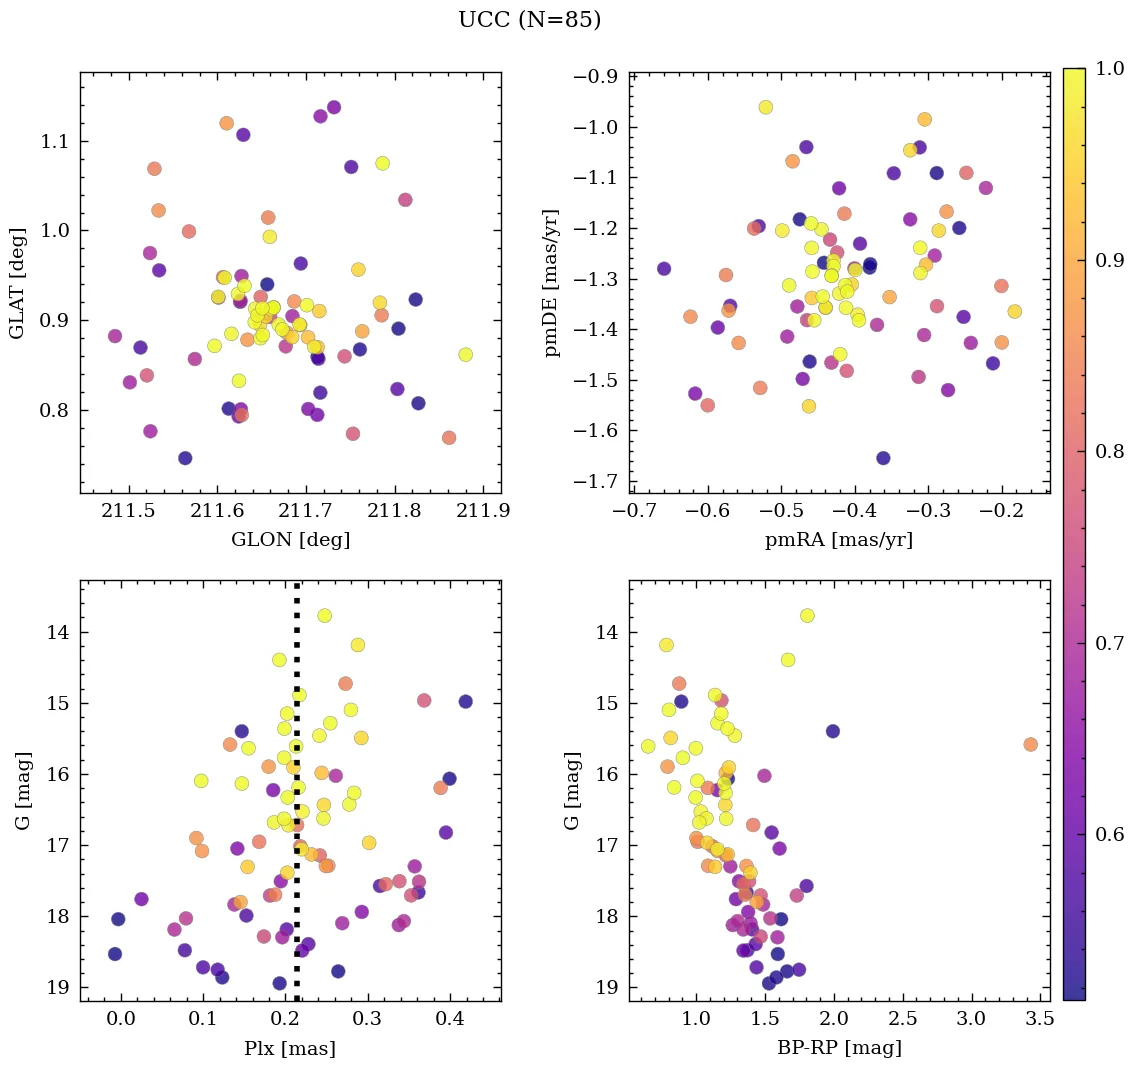 UCC (N=85)
1.1
1.0
0.9
0.8
GLAT [deg]
211.5 211.6 211.7 211.8 211.9
GLON [deg]
−0.9
−1.0
−1.1
−1.2
−1.3
−1.4
−1.5
−1.6
−1.7
pmDE [mas/yr]
−0.7 −0.6 −0.5 −0.4 −0.3 −0.2
pmRA [mas/yr]
14
15
16
17
18
19
G [mag]
0.0 0.1 0.2 0.3 0.4
Plx [mas]
14
15
16
17
18
19
G [mag]
1.0 1.5 2.0 2.5 3.0 3.5
BP-RP [mag]
1.0
0.9
0.8
0.7
0.6